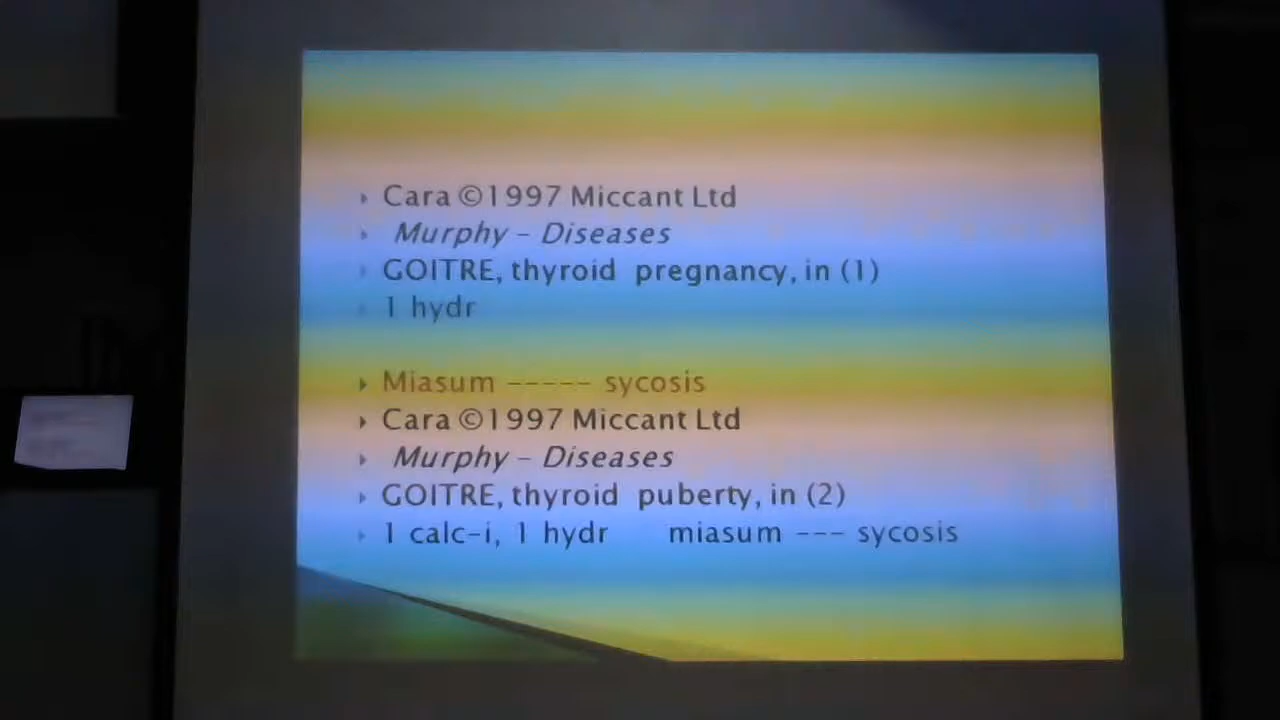 Cara ©1997 Miccant Ltd
Murphy - Diseases
GOITRE, thyroid pregnancy, in (1)
1 hydr
Miasum ----- sycosis
Cara ©1997 Miccant Ltd
Murphy - Diseases
GOITRE, thyroid puberty, in (2)
1 calc-i, 1 hydr miasum --- sycosis